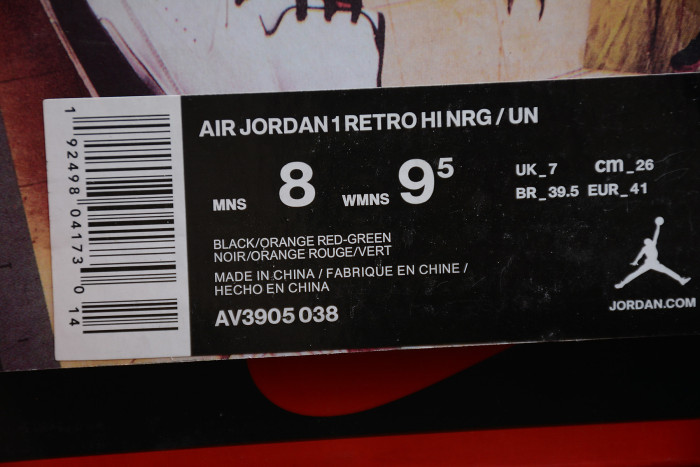 AIR JORDAN 1 RETRO HI NRG / UN
MNS 8 WMNS 9⁵
UK_7 cm_26
BR_39.5 EUR_41
BLACK/ORANGE RED-GREEN
NOIR/ORANGE ROUGE/VERT
MADE IN CHINA / FABRIQUE EN CHINE /
HECHO EN CHINA
AV3905 038
JORDAN.COM
1 92498 04173 0 14